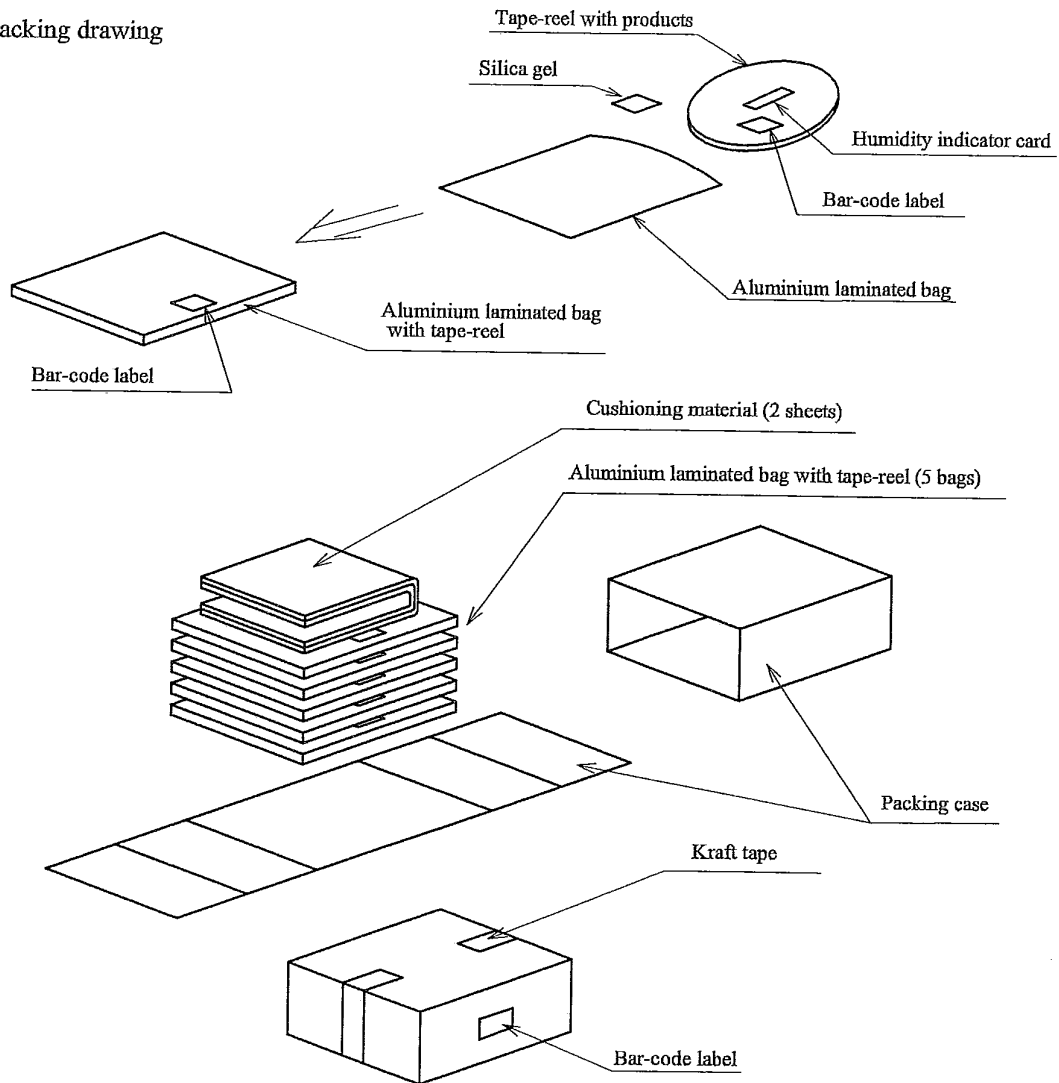 acking drawing
Tape-reel with products
Silica gel
Humidity indicator card
Bar-code label
Aluminium laminated bag
Aluminium laminated bag
with tape-reel
Bar-code label
Cushioning material (2 sheets)
Aluminium laminated bag with tape-reel (5 bags)
Packing case
Kraft tape
Bar-code label